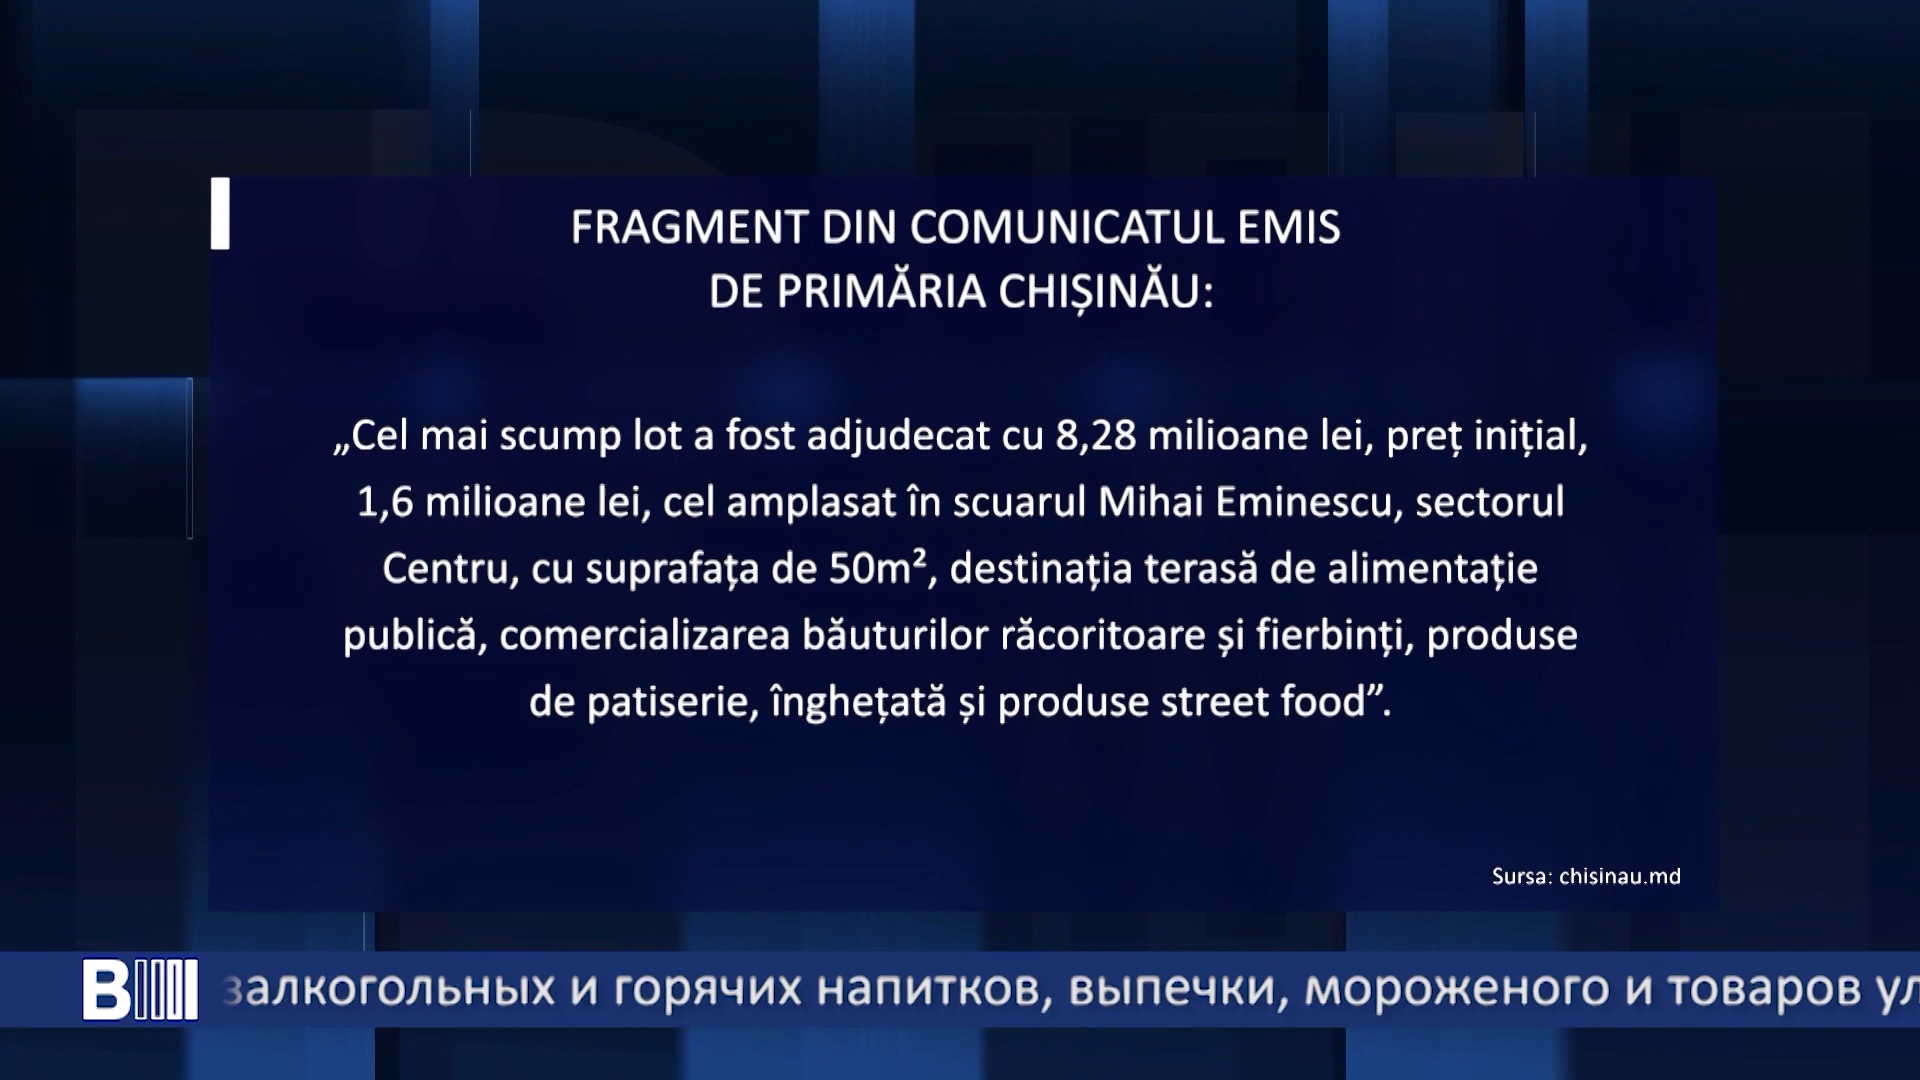 FRAGMENT DIN COMUNICATUL EMIS
DE PRIMĂRIA CHIȘINĂU:
„Cel mai scump lot a fost adjudecat cu 8,28 milioane lei, preț inițial,
1,6 milioane lei, cel amplasat în scuarul Mihai Eminescu, sectorul
Centru, cu suprafața de 50m², destinația terasă de alimentație
publică, comercializarea băuturilor răcoritoare și fierbinți, produse
de patiserie, înghețată și produse street food”.
Sursa: chisinau.md
B
залкогольных и горячих напитков, выпечки, мороженого и товаров ул